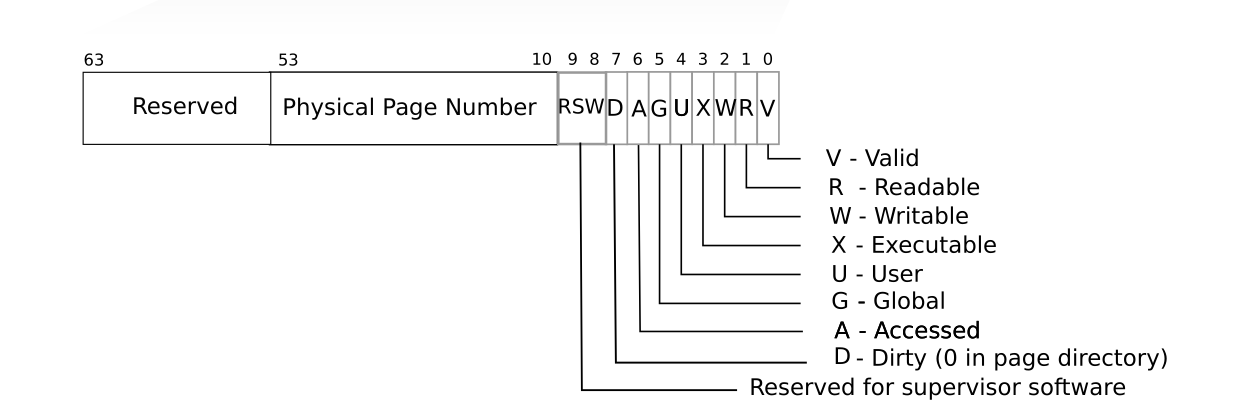 63 53 10 9 8 7 6 5 4 3 2 1 0
Reserved Physical Page Number RSW D A G U X W R V
V - Valid
R - Readable
W - Writable
X - Executable
U - User
G - Global
A - Accessed
D - Dirty (0 in page directory)
Reserved for supervisor software